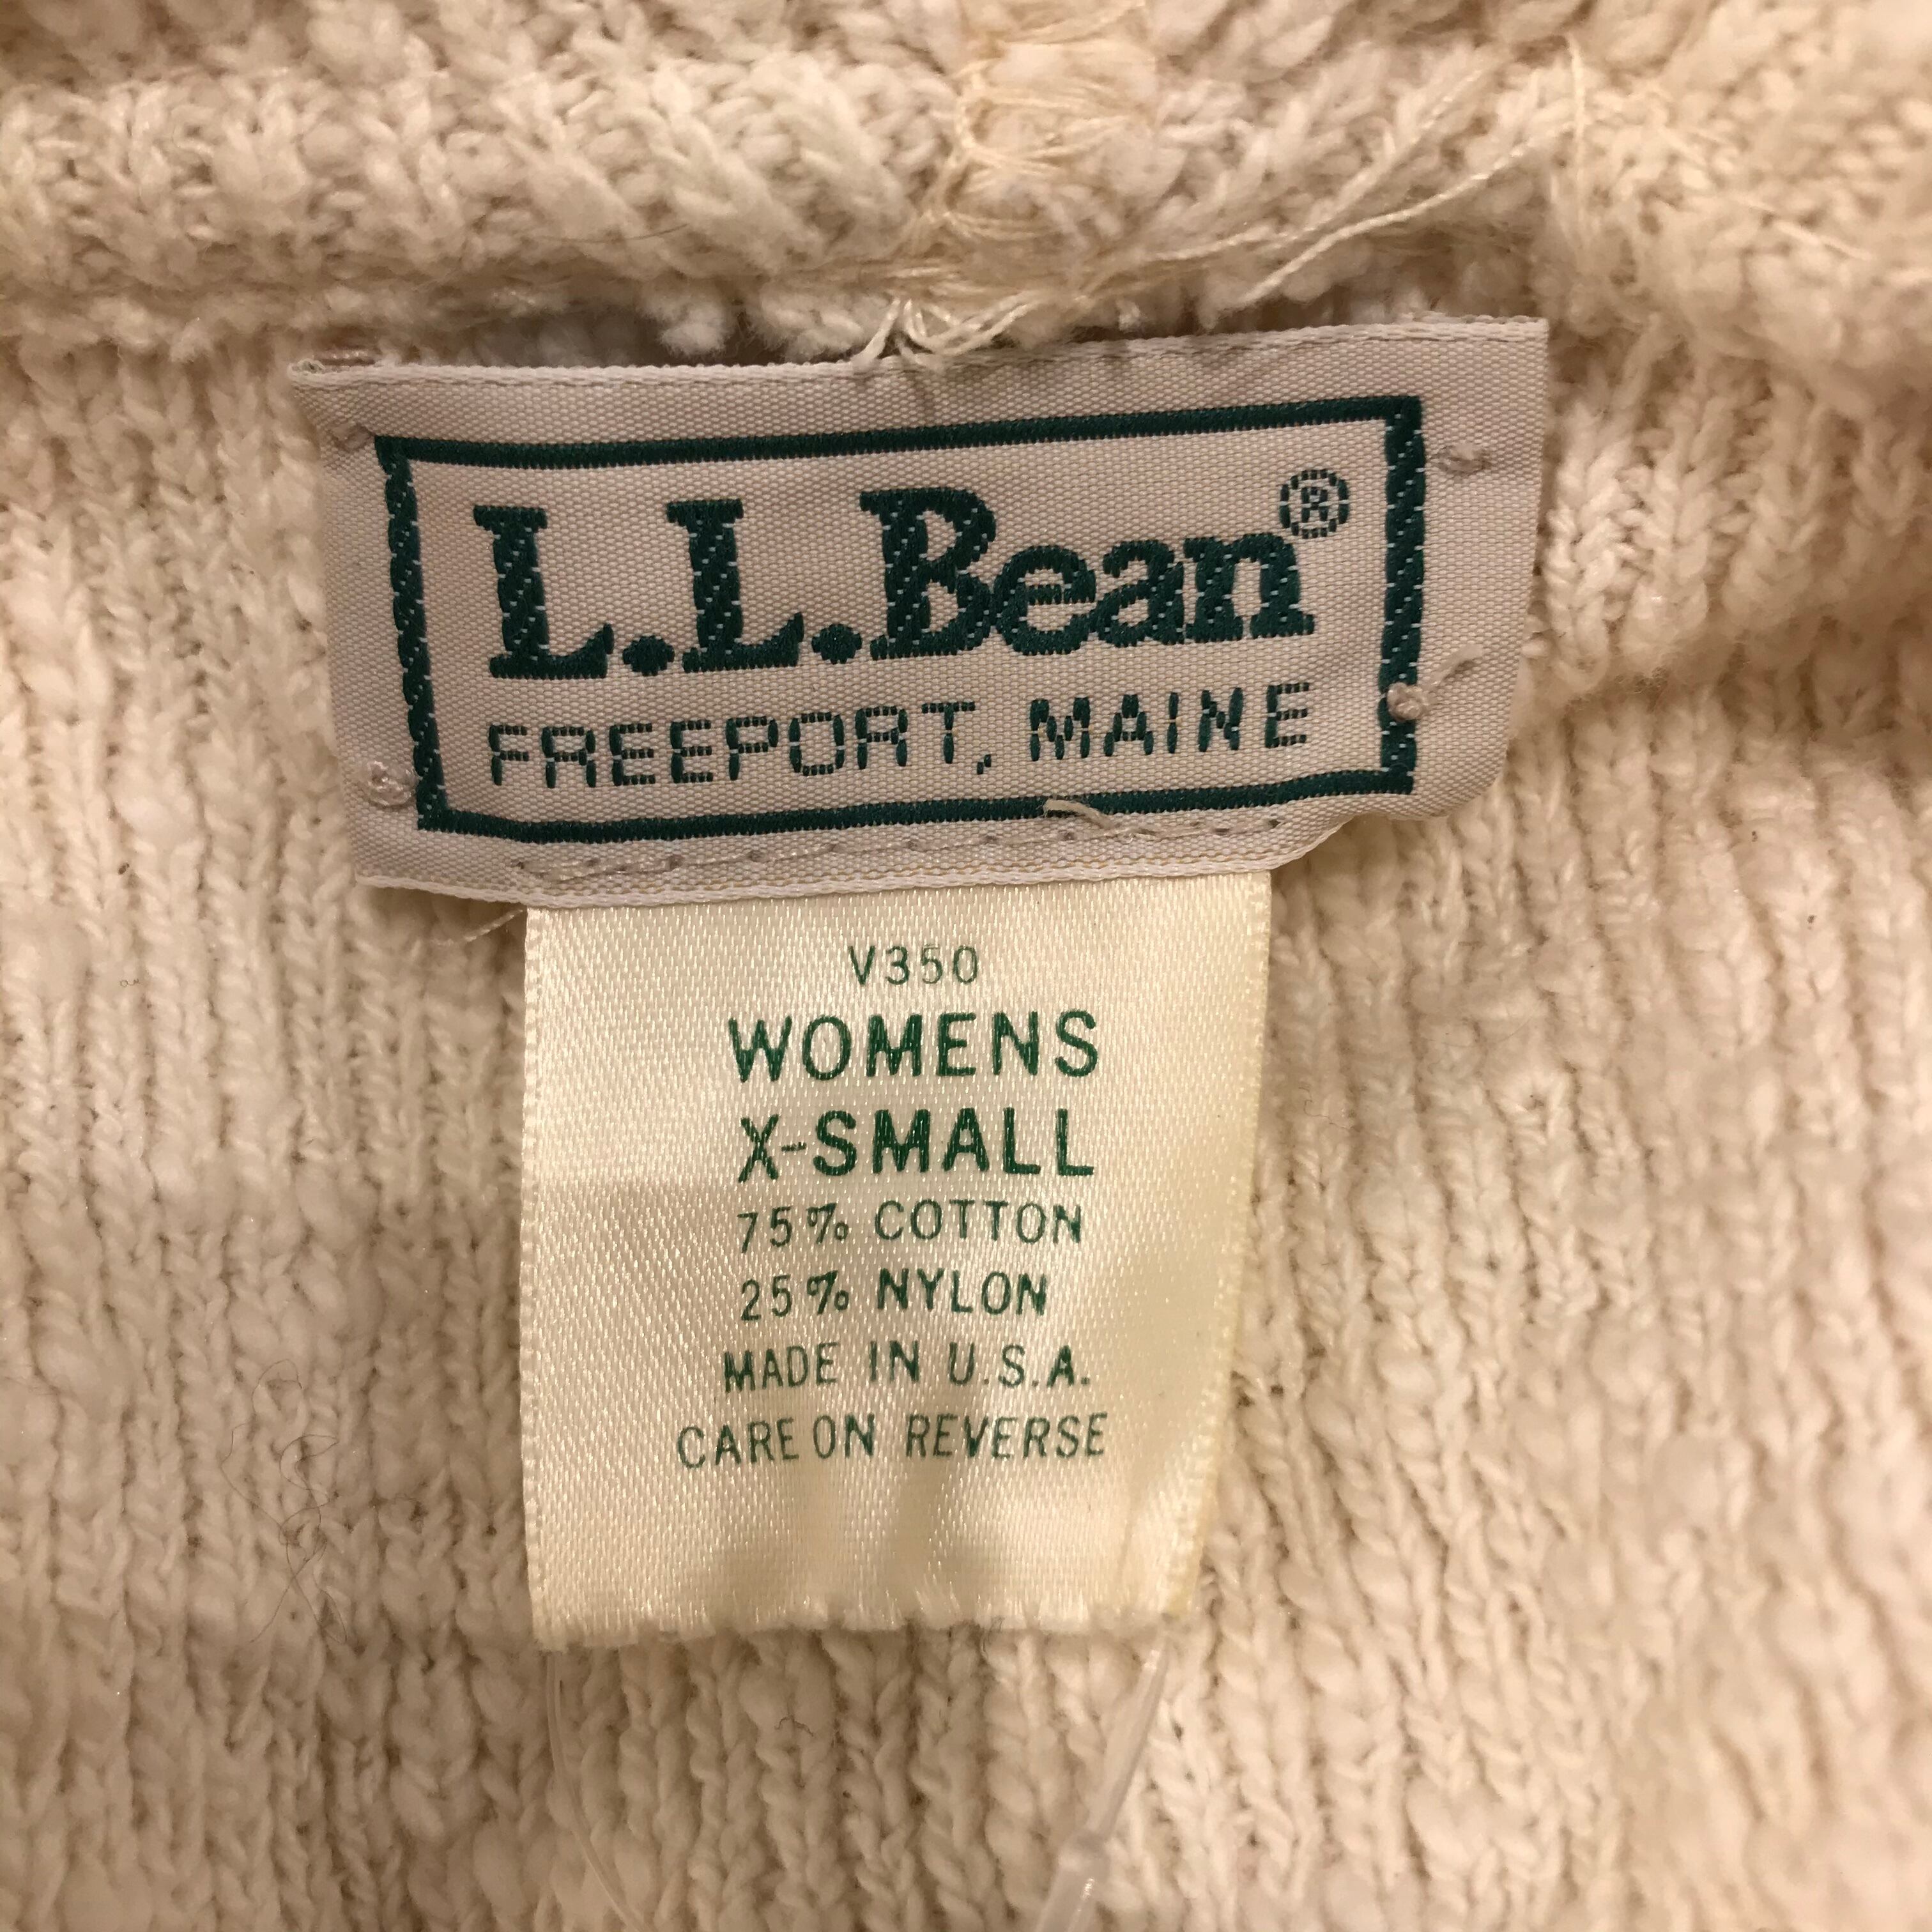 L.L.Bean®
FREEPORT, MAINE
V350
WOMENS
X-SMALL
75% COTTON
25% NYLON
MADE IN U.S.A.
CARE ON REVERSE